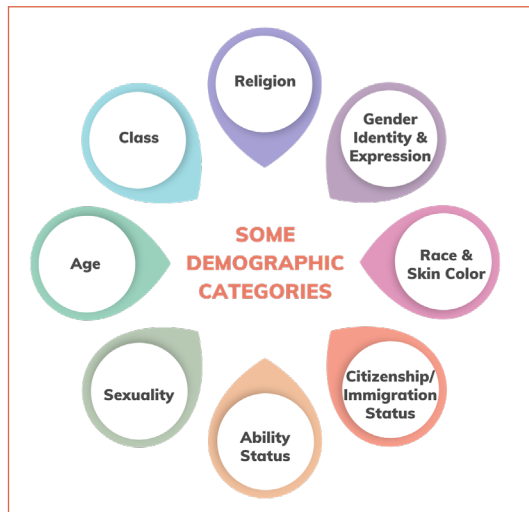 Religion
Gender
Identity &
Expression
Race &
Skin Color
Citizenship/
Immigration
Status
Ability
Status
Sexuality
Age
Class
SOME
DEMOGRAPHIC
CATEGORIES